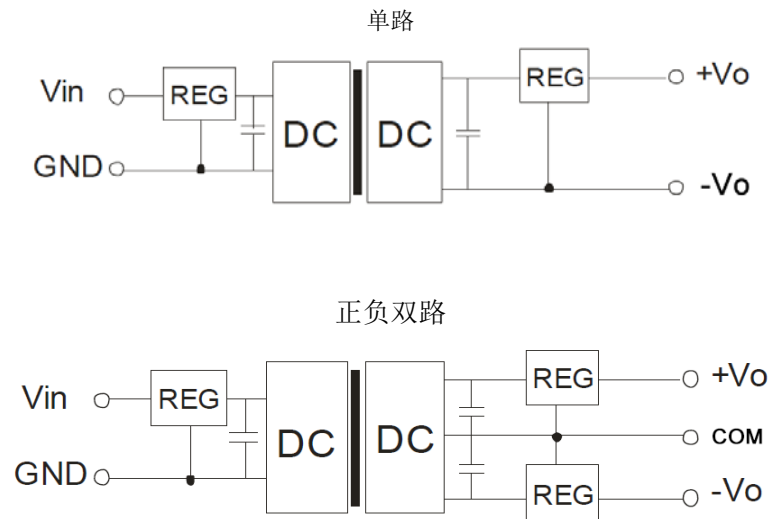 单路
Vin REG DC DC REG +Vo
GND -Vo
正负双路
Vin REG DC DC REG +Vo
COM
GND REG -Vo